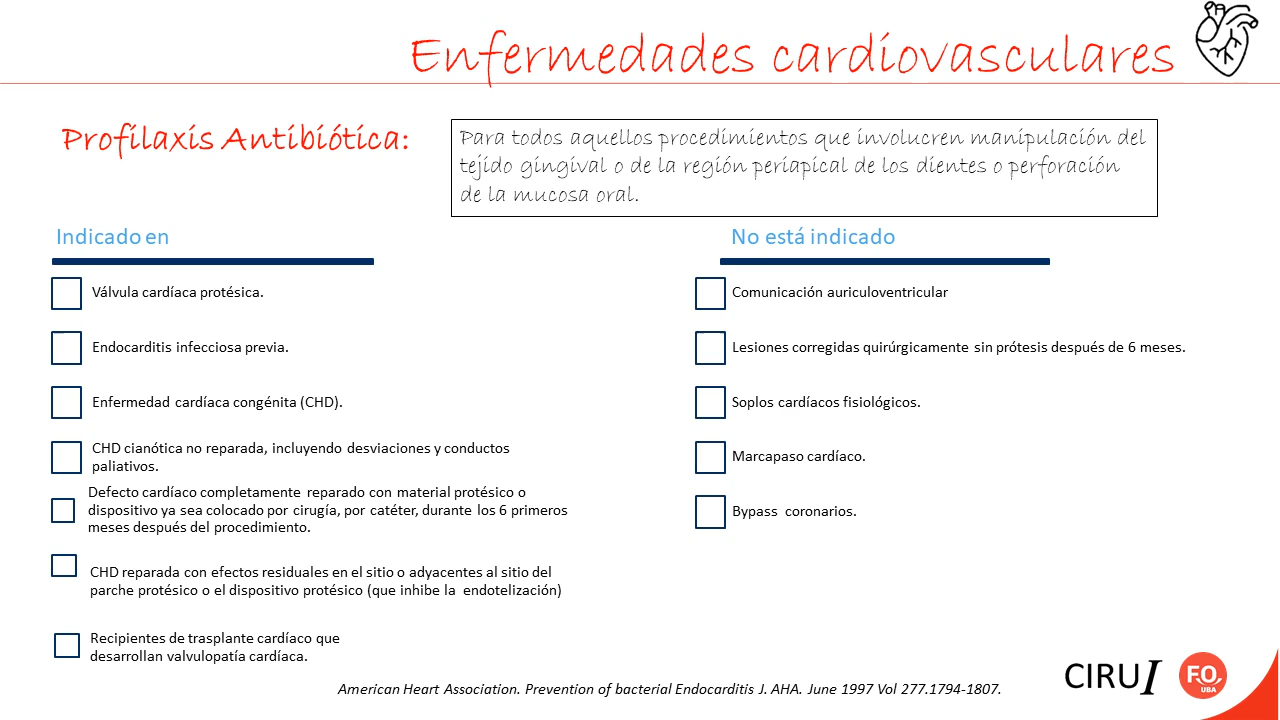 Enfermedades cardiovasculares
Profilaxis Antibiótica:
Para todos aquellos procedimientos que involucren manipulación del
tejido gingival o de la región periapical de los dientes o perforación
de la mucosa oral.
Indicado en
Válvula cardíaca protésica.
Endocarditis infecciosa previa.
Enfermedad cardíaca congénita (CHD).
CHD cianótica no reparada, incluyendo desviaciones y conductos
paliativos.
Defecto cardíaco completamente reparado con material protésico o
dispositivo ya sea colocado por cirugía, por catéter, durante los 6 primeros
meses después del procedimiento.
CHD reparada con efectos residuales en el sitio o adyacentes al sitio del
parche protésico o el dispositivo protésico (que inhibe la endotelización)
Recipientes de trasplante cardíaco que
desarrollan valvulopatía cardíaca.
No está indicado
Comunicación auriculoventricular
Lesiones corregidas quirúrgicamente sin prótesis después de 6 meses.
Soplos cardíacos fisiológicos.
Marcapaso cardíaco.
Bypass coronarios.
American Heart Association. Prevention of bacterial Endocarditis J. AHA. June 1997 Vol 277.1794-1807.
CIRU I
F.O.
UBA